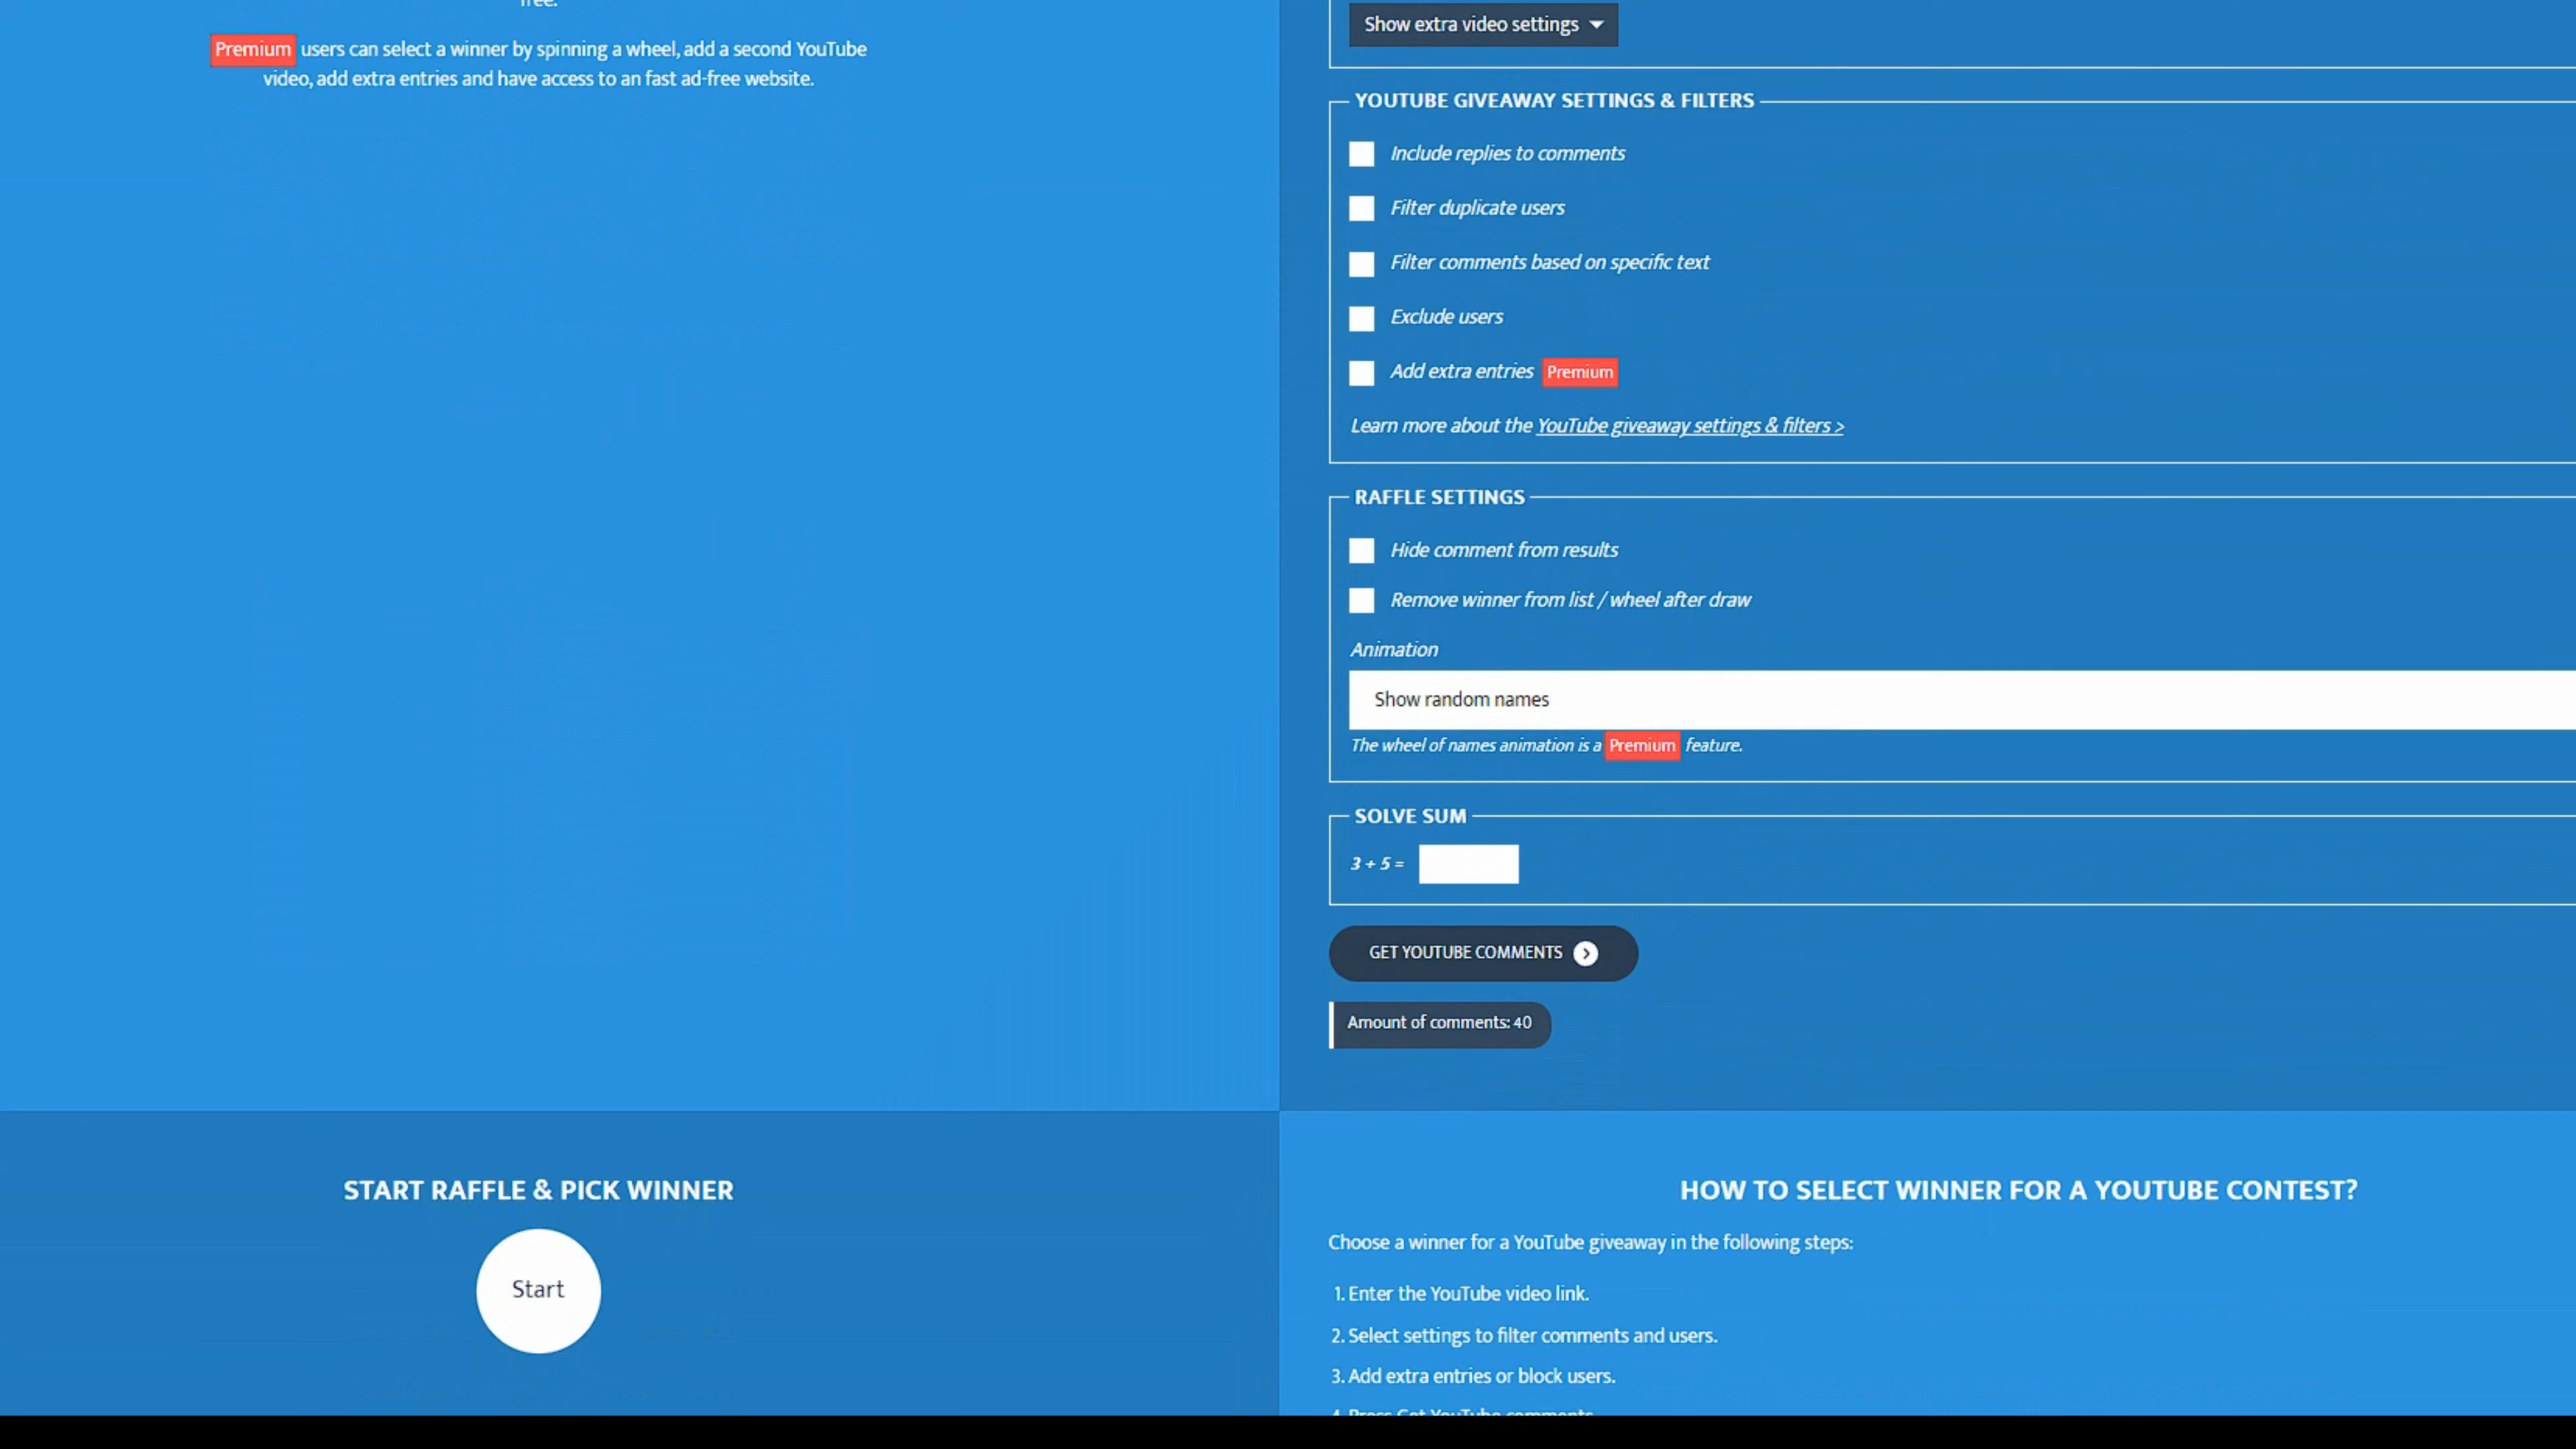 free.
Premium users can select a winner by spinning a wheel, add a second YouTube
video, add extra entries and have access to an fast ad-free website.
Show extra video settings
YOUTUBE GIVEAWAY SETTINGS & FILTERS
Include replies to comments
Filter duplicate users
Filter comments based on specific text
Exclude users
Add extra entries Premium
Learn more about the YouTube giveaway settings & filters >
RAFFLE SETTINGS
Hide comment from results
Remove winner from list / wheel after draw
Animation
Show random names
The wheel of names animation is a Premium feature.
SOLVE SUM
3 + 5 =
GET YOUTUBE COMMENTS
Amount of comments: 40
START RAFFLE & PICK WINNER
Start
HOW TO SELECT WINNER FOR A YOUTUBE CONTEST?
Choose a winner for a YouTube giveaway in the following steps:
1. Enter the YouTube video link.
2. Select settings to filter comments and users.
3. Add extra entries or block users.
4. Press Get YouTube comments.